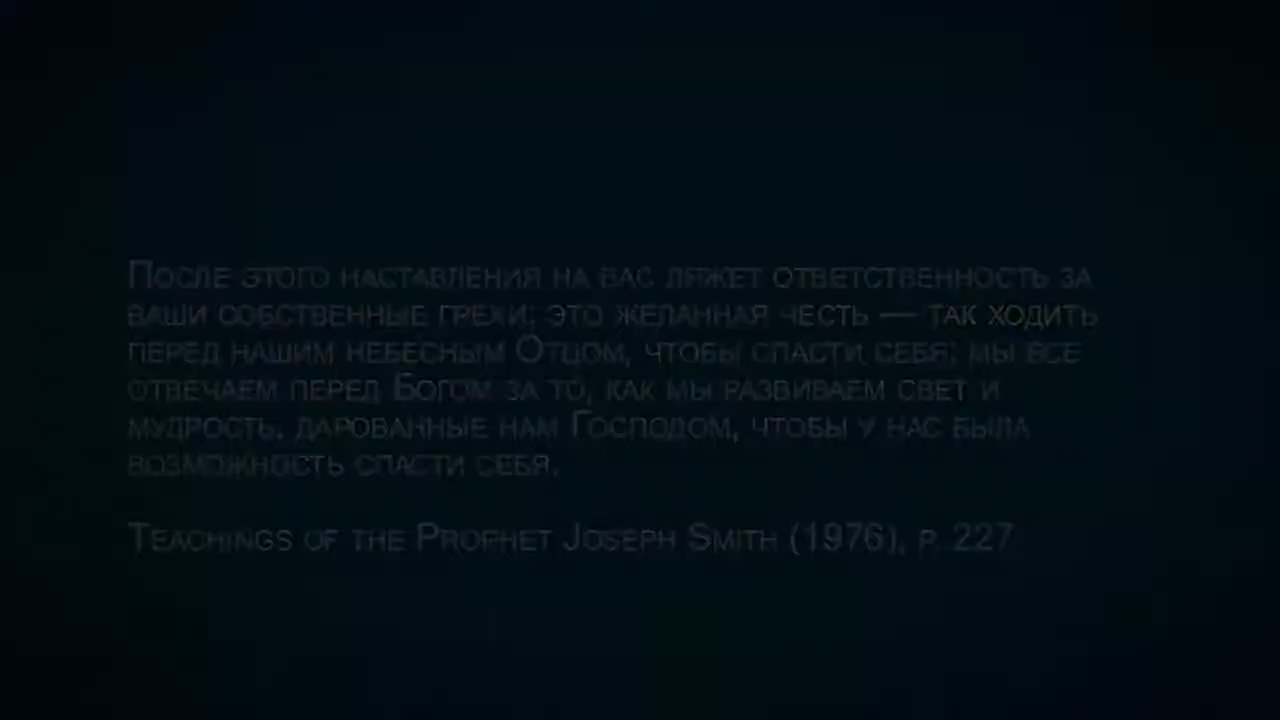 После этого наставления на вас ляжет ответственность за
ваши собственные грехи; это желанная честь — так ходить
перед нашим небесным Отцом, чтобы спасти себя; мы все
отвечаем перед Богом за то, как мы развиваем свет и
мудрость, дарованные нам Господом, чтобы у нас была
возможность спасти себя.
Teachings of the Prophet Joseph Smith (1976), p. 227